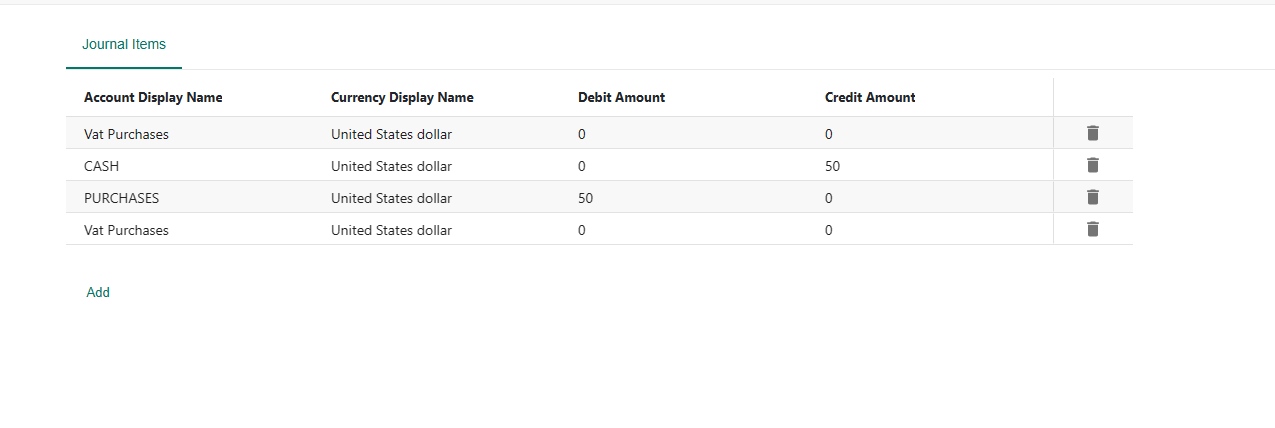 Journal Items
Account Display Name Currency Display Name Debit Amount Credit Amount
Vat Purchases United States dollar 0 0
CASH United States dollar 0 50
PURCHASES United States dollar 50 0
Vat Purchases United States dollar 0 0
Add